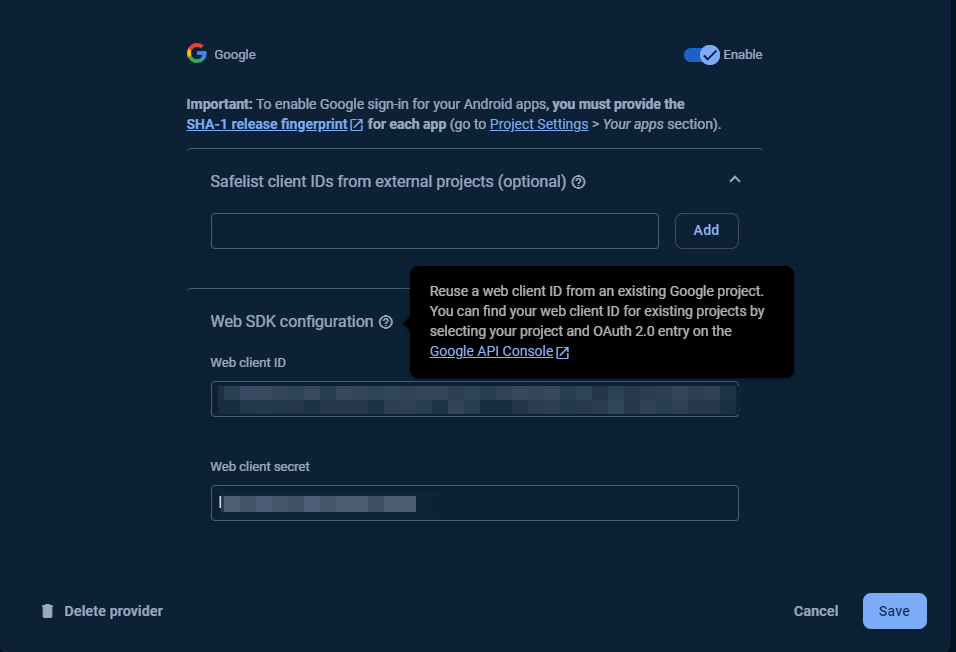 Google
Enable
Important: To enable Google sign-in for your Android apps, you must provide the
SHA-1 release fingerprint for each app (go to Project Settings > Your apps section).
Safelist client IDs from external projects (optional)
Add
Reuse a web client ID from an existing Google project.
You can find your web client ID for existing projects by
selecting your project and OAuth 2.0 entry on the
Google API Console
Web SDK configuration
Web client ID
Web client secret
Delete provider
Cancel
Save